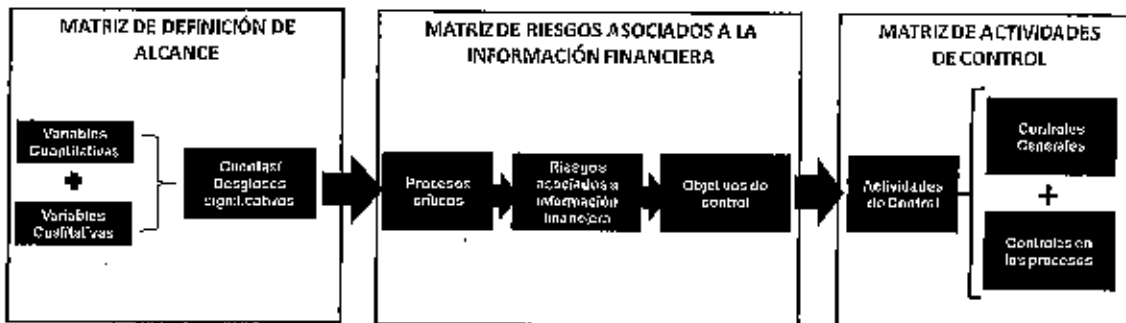 MATRIZ DE DEFINICIÓN DE
ALCANCE
Variables
Cuantitativas
+
Variables
Cualitativas
Cuentas/
Desgloses
significativos
MATRIZ DE RIESGOS ASOCIADOS A LA
INFORMACIÓN FINANCIERA
Procesos
críticos
Riesgos
asociados a
información
financiera
Objetivos de
control
MATRIZ DE ACTIVIDADES
DE CONTROL
Actividades
de Control
Controles
Generales
+
Controles en
los procesos